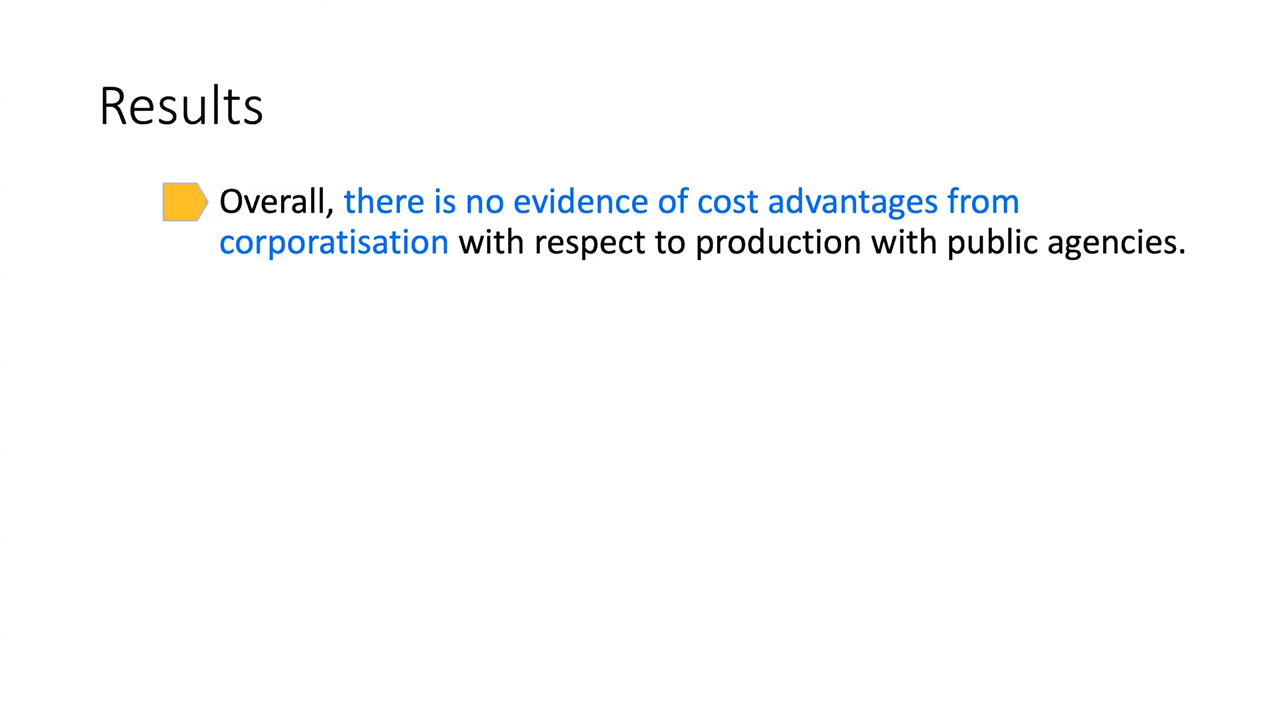 Results
Overall, there is no evidence of cost advantages from
corporatisation with respect to production with public agencies.